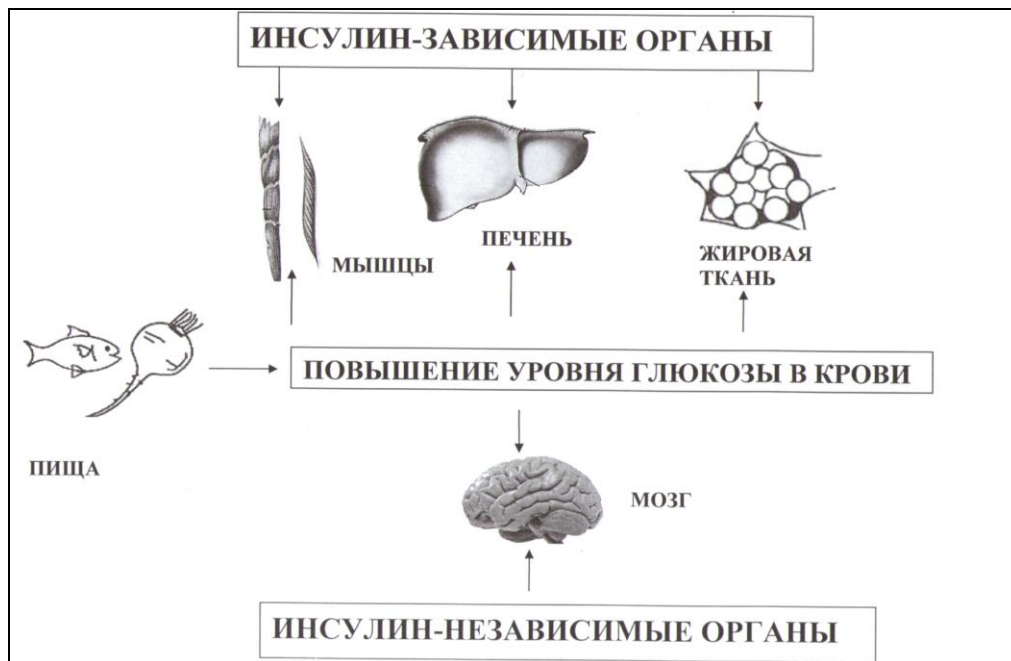 ИНСУЛИН-ЗАВИСИМЫЕ ОРГАНЫ
МЫШЦЫ
ПЕЧЕНЬ
ЖИРОВАЯ
ТКАНЬ
ПОВЫШЕНИЕ УРОВНЯ ГЛЮКОЗЫ В КРОВИ
ПИЩА
МОЗГ
ИНСУЛИН-НЕЗАВИСИМЫЕ ОРГАНЫ